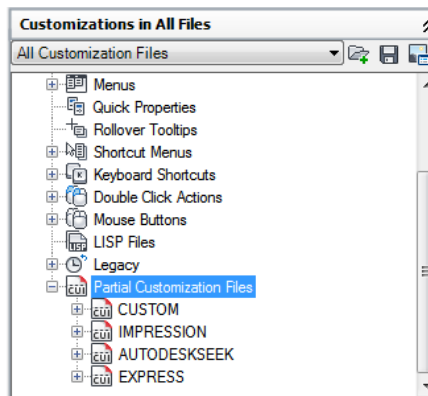 Customizations in All Files
All Customization Files
Menus
Quick Properties
Rollover Tooltips
Shortcut Menus
Keyboard Shortcuts
Double Click Actions
Mouse Buttons
LISP Files
Legacy
Partial Customization Files
CUSTOM
IMPRESSION
AUTODESKSEEK
EXPRESS